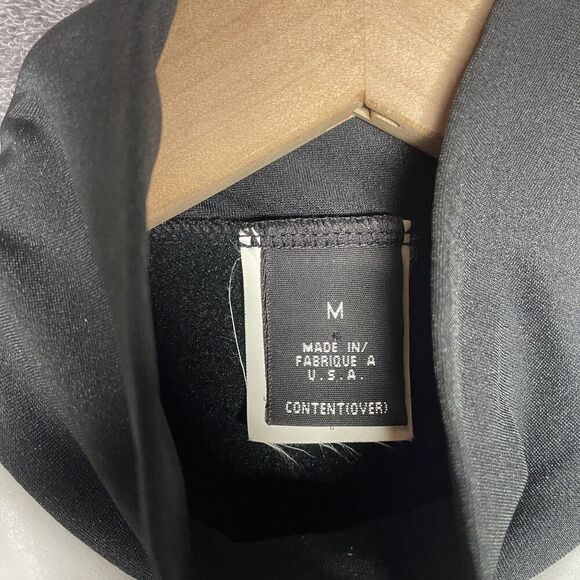 M
MADE IN/
FABRIQUE A
U.S.A.
CONTENT(OVER)